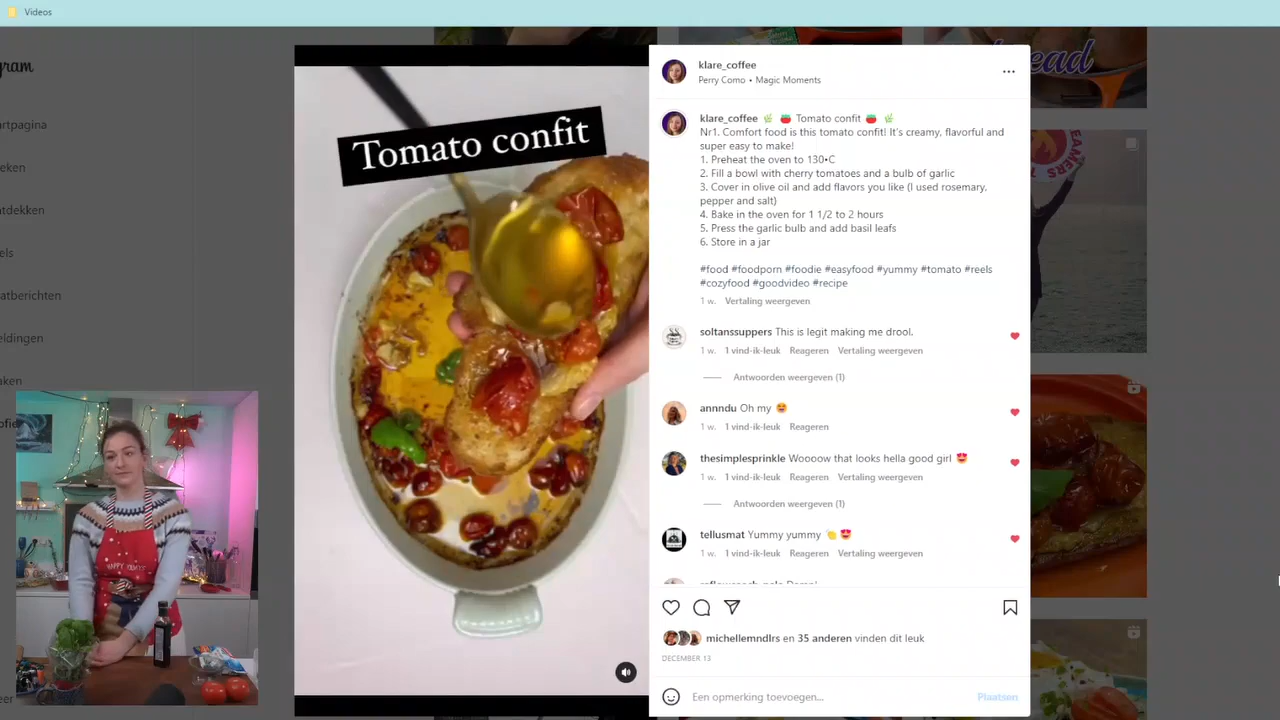 Videos
gram
artpagina
eken
ntdekken
els
atberichten
eldingen
aken
ofie
eer
ead
EAMERS T
Tomato confit
klare_coffee
Perry Como • Magic Moments
klare_coffee 🌿 🍅 Tomato confit 🍅 🌿
Nr1. Comfort food is this tomato confit! It's creamy, flavorful and
super easy to make!
1. Preheat the oven to 130•C
2. Fill a bowl with cherry tomatoes and a bulb of garlic
3. Cover in olive oil and add flavors you like (I used rosemary,
pepper and salt)
4. Bake in the oven for 1 1/2 to 2 hours
5. Press the garlic bulb and add basil leafs
6. Store in a jar
#food #foodporn #foodie #easyfood #yummy #tomato #reels
#cozyfood #goodvideo #recipe
1 w. Vertaling weergeven
soltanssuppers This is legit making me drool.
1 w. 1 vind-ik-leuk Reageren Vertaling weergeven
Antwoorden weergeven (1)
annndu Oh my 😍
1 w. 1 vind-ik-leuk Reageren
thesimplesprinkle Woooow that looks hella good girl 😍
1 w. 1 vind-ik-leuk Reageren Vertaling weergeven
Antwoorden weergeven (1)
tellusmat Yummy yummy 👏 😍
1 w. 1 vind-ik-leuk Reageren Vertaling weergeven
michellemndlrs en 35 anderen vinden dit leuk
DECEMBER 13
Een opmerking toevoegen...
Plaatsen